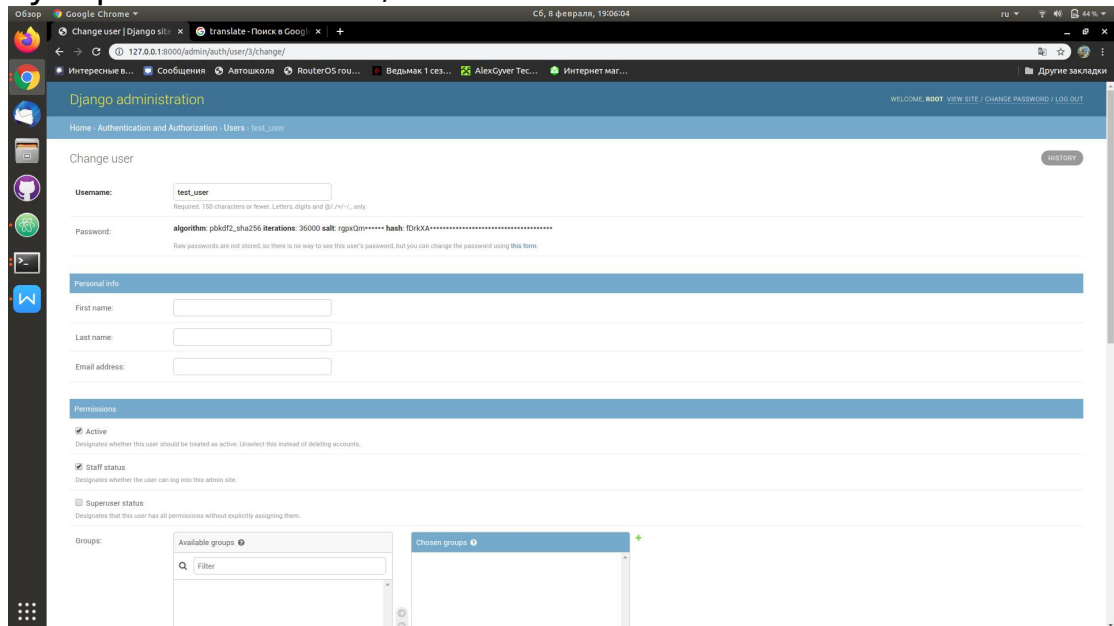 Обзор Google Chrome ▾ Сб, 8 февраля, 19:06:04 ru ▾ 44 % ▾
Change user | Django site × translate - Поиск в Googl × +
127.0.0.1:8000/admin/auth/user/3/change/
Интересные в... Сообщения Автошкола RouterOS rou... Ведьмак 1 сез... AlexGyver Tec... Интернет маг... Другие закладки
Django administration WELCOME, ROOT VIEW SITE / CHANGE PASSWORD / LOG OUT
Home › Authentication and Authorization › Users › test_user
Change user HISTORY
Username: test_user
Required. 150 characters or fewer. Letters, digits and @/./+/-/_ only.
Password: algorithm: pbkdf2_sha256 iterations: 36000 salt: rgpxQm•••••• hash: fDrkXA••••••••••••••••••••••••••••••••••••••
Raw passwords are not stored, so there is no way to see this user's password, but you can change the password using this form.
Personal info
First name:
Last name:
Email address:
Permissions
Active
Designates whether this user should be treated as active. Unselect this instead of deleting accounts.
Staff status
Designates whether the user can log into this admin site.
Superuser status
Designates that this user has all permissions without explicitly assigning them.
Groups: Available groups Chosen groups
Filter